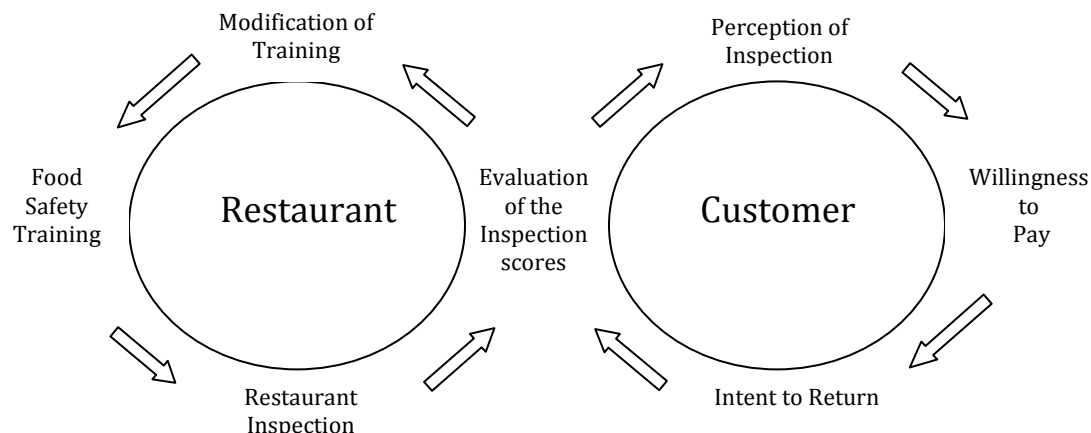 Modification of
Training
Perception of
Inspection
Food
Safety
Training
Restaurant
Evaluation
of the
Inspection
scores
Customer
Willingness
to
Pay
Restaurant
Inspection
Intent to Return